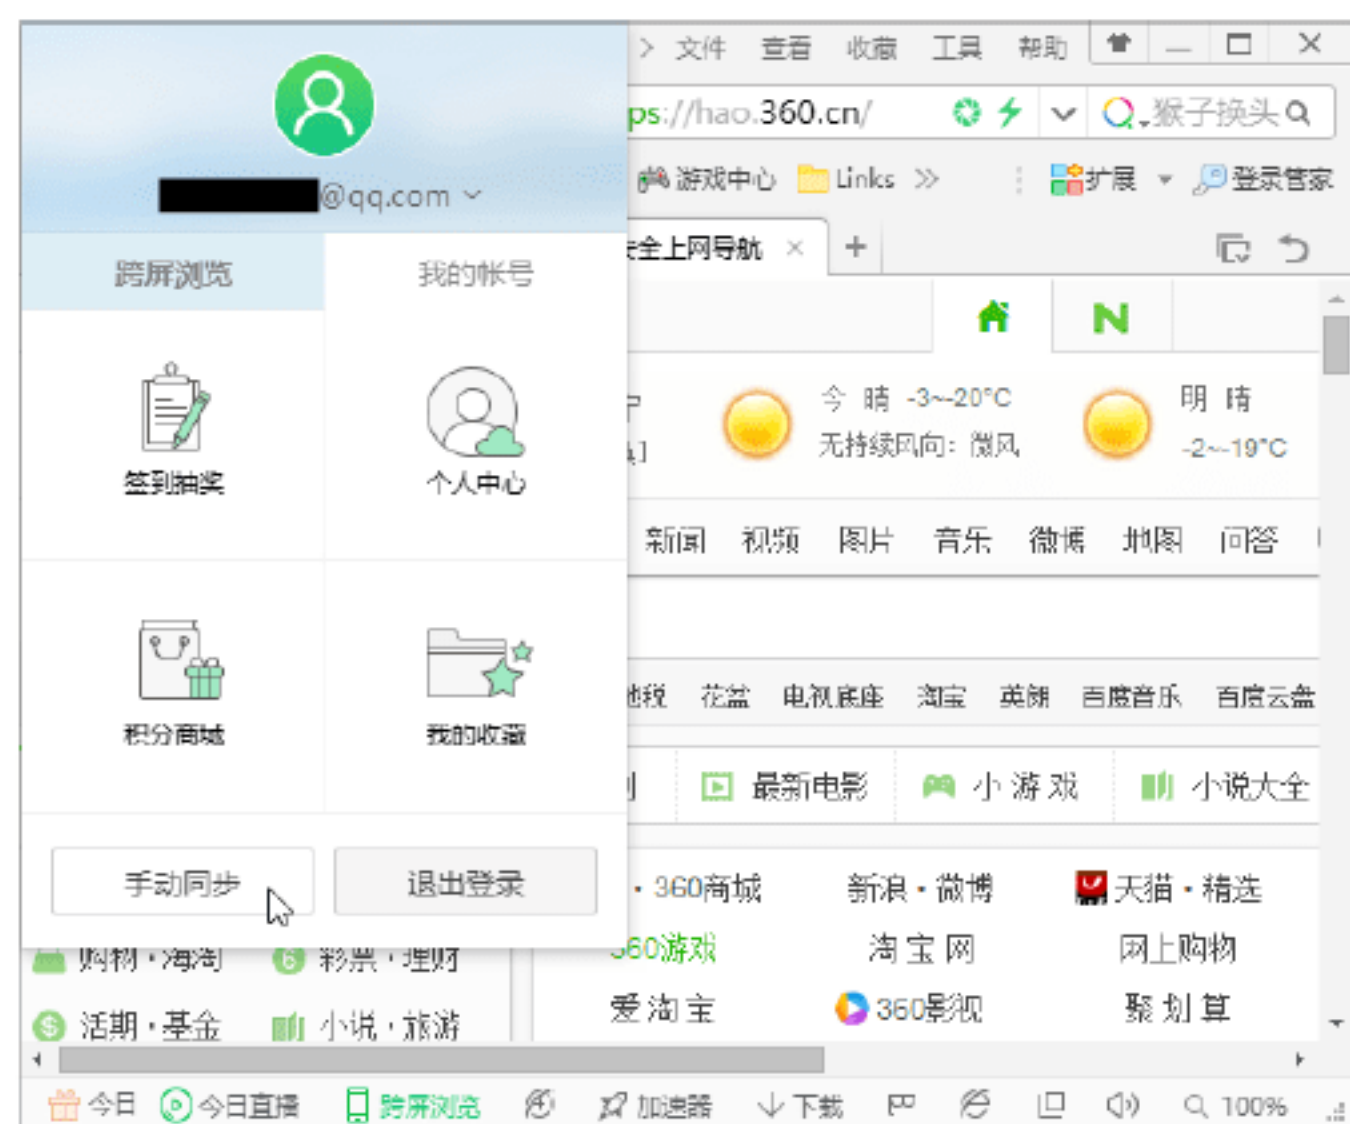 文件 查看 收藏 工具 帮助
ps://hao.360.cn/ 猴子换头
@qq.com
游戏中心 Links 扩展 登录管家
全上网导航
跨屏浏览 我的帐号
今 晴 -3~-20°C 明 晴
无持续风向: 微风 -2~-19°C
签到抽奖 个人中心
新闻 视频 图片 音乐 微博 地图 问答
地税 花盆 电视底座 淘宝 英朗 百度音乐 百度云盘
积分商城 我的收藏
最新电影 小游戏 小说大全
手动同步 退出登录
·360商城 新浪·微博 天猫·精选
360游戏 淘宝网 网上购物
购物·海淘 彩票·理财
爱淘宝 360影视 聚划算
活期·基金 小说·旅游
今日 今日直播 跨屏浏览 加速器 下载 100%